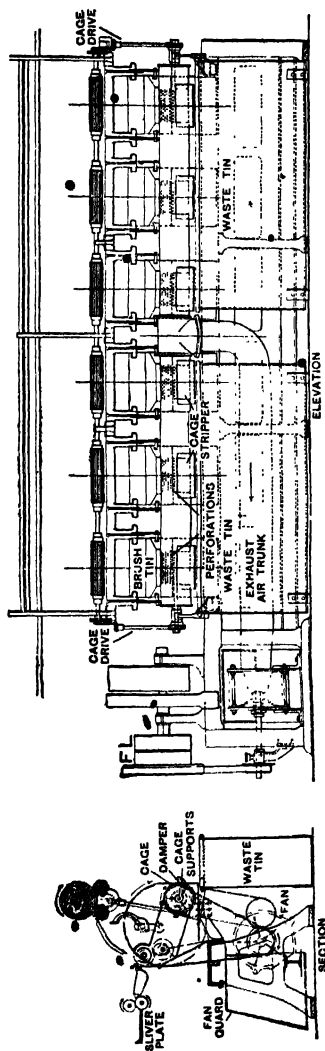 CAGE
DRIVE
CAGE
DRIVE
BRUSH
TIN
CAGE
STRIPPER
PERFORATIONS
WASTE TIN
WASTE TIN
EXHAUST
AIR TRUNK
F L
ELEVATION
SLIVER
PLATE
CAGE
DAMPER
CAGE
SUPPORTS
WASTE
TIN
FAN
FAN
GUARD
SECTION